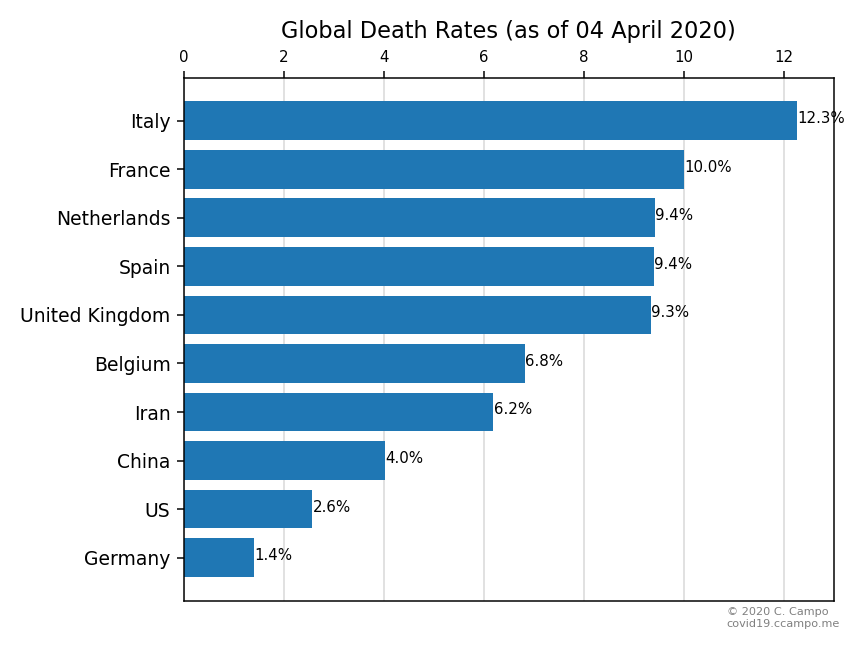 Global Death Rates (as of 04 April 2020)
0 2 4 6 8 10 12
Italy 12.3%
France 10.0%
Netherlands 9.4%
Spain 9.4%
United Kingdom 9.3%
Belgium 6.8%
Iran 6.2%
China 4.0%
US 2.6%
Germany 1.4%
© 2020 C. Campo
covid19.ccampo.me